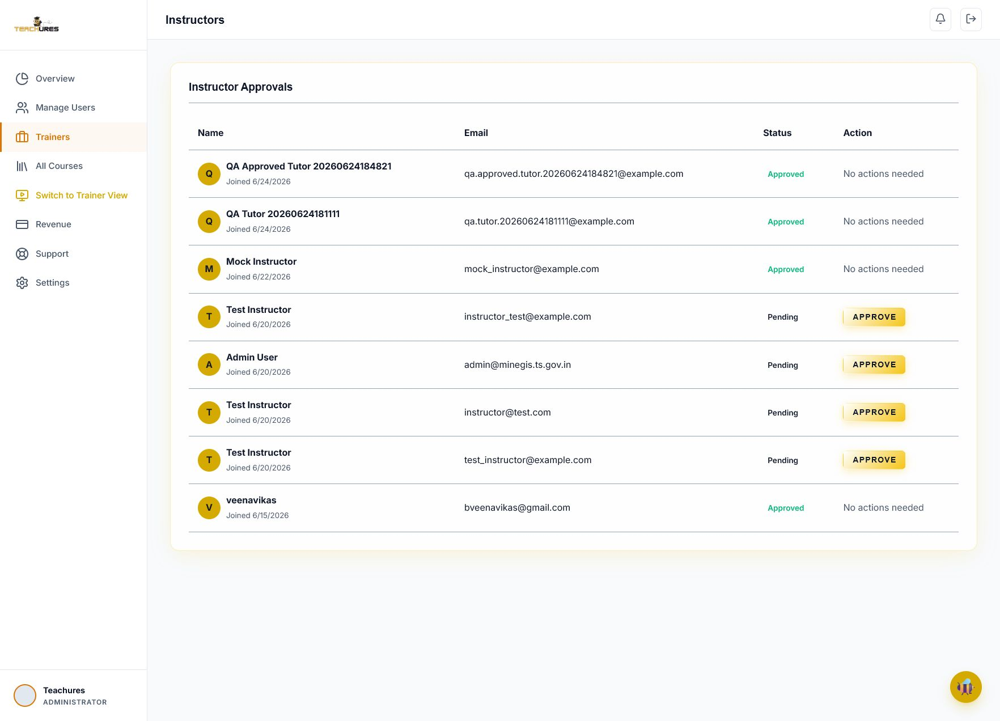 TEACHURES
Instructors
Overview
Manage Users
Trainers
All Courses
Switch to Trainer View
Revenue
Support
Settings
Instructor Approvals
Name Email Status Action
Q QA Approved Tutor 20260624184821 qa.approved.tutor.20260624184821@example.com Approved No actions needed
Joined 6/24/2026
Q QA Tutor 20260624181111 qa.tutor.20260624181111@example.com Approved No actions needed
Joined 6/24/2026
M Mock Instructor mock_instructor@example.com Approved No actions needed
Joined 6/22/2026
T Test Instructor instructor_test@example.com Pending APPROVE
Joined 6/20/2026
A Admin User admin@minegis.ts.gov.in Pending APPROVE
Joined 6/20/2026
T Test Instructor instructor@test.com Pending APPROVE
Joined 6/20/2026
T Test Instructor test_instructor@example.com Pending APPROVE
Joined 6/20/2026
V veenavikas bveenavikas@gmail.com Approved No actions needed
Joined 6/15/2026
Teachures
ADMINISTRATOR